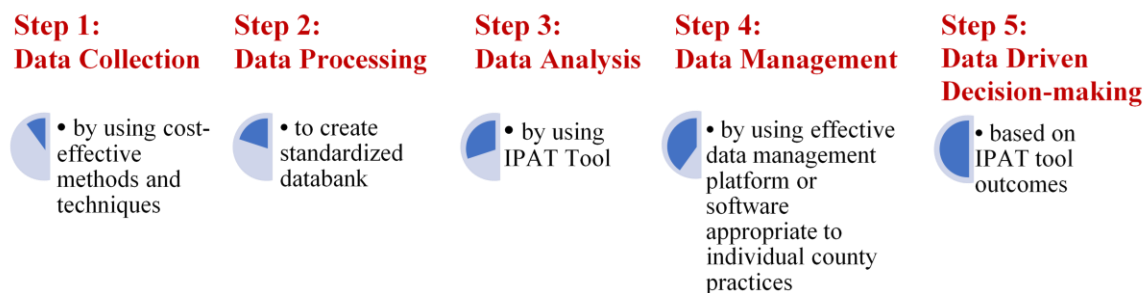 Step 1:
Data Collection
• by using cost-
effective
methods and
techniques
Step 2:
Data Processing
• to create
standardized
databank
Step 3:
Data Analysis
• by using
IPAT Tool
Step 4:
Data Management
• by using effective
data management
platform or
software
appropriate to
individual county
practices
Step 5:
Data Driven
Decision-making
• based on
IPAT tool
outcomes